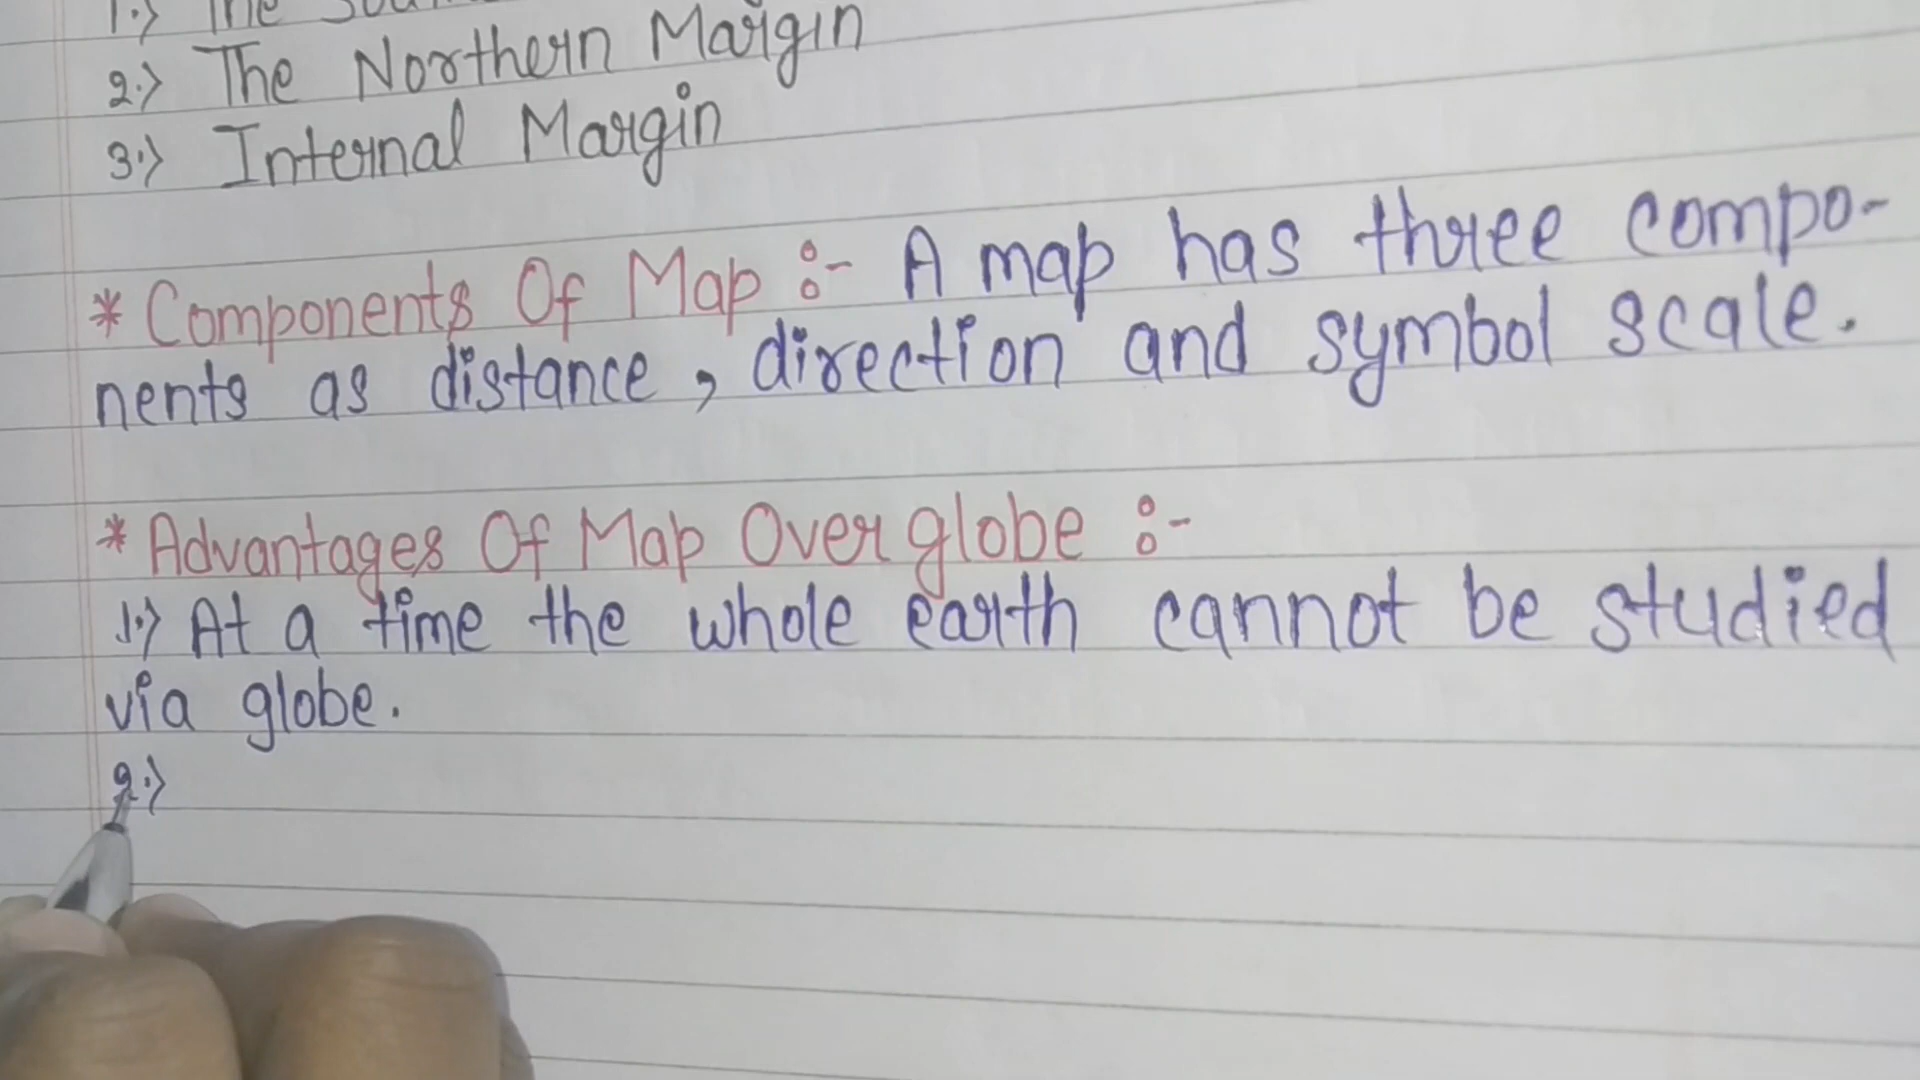 1.) The
2.) The Northern Margin
3.) Internal Margin
* Components Of Map :- A map has three compo-
nents as distance, direction and symbol scale.
* Advantages Of Map Over globe :-
1.) At a time the whole earth cannot be studied
via globe.
2.)